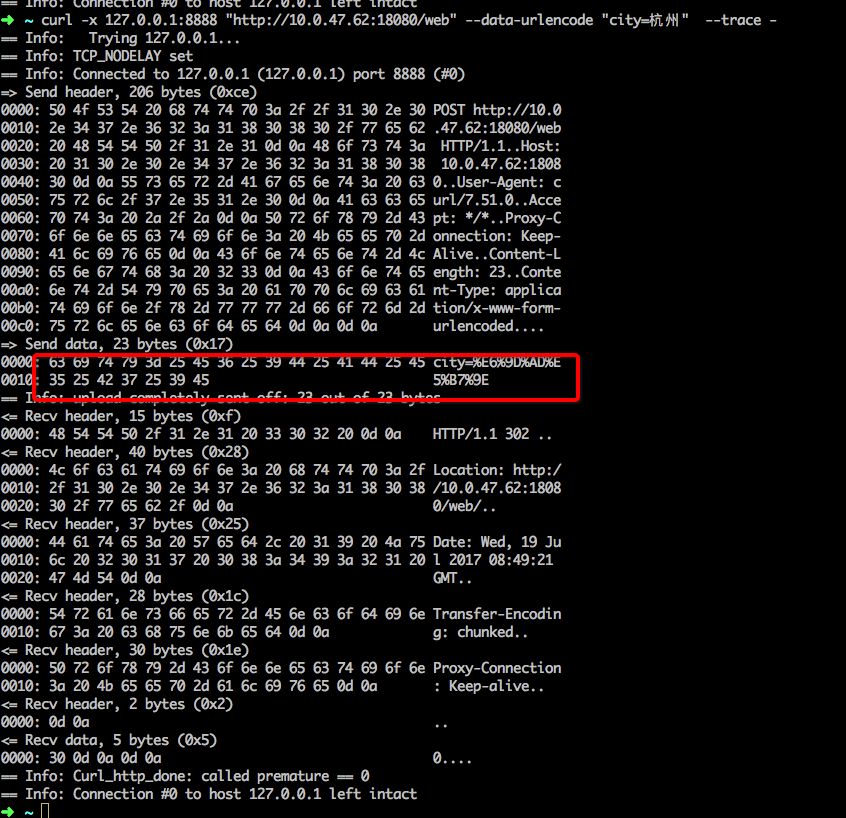 == Info: Connection #0 to host 127.0.0.1 left intact
➜ ~ curl -x 127.0.0.1:8888 "http://10.0.47.62:18080/web" --data-urlencode "city=杭州" --trace -
== Info:   Trying 127.0.0.1...
== Info: TCP_NODELAY set
== Info: Connected to 127.0.0.1 (127.0.0.1) port 8888 (#0)
=> Send header, 206 bytes (0xce)
0000: 50 4f 53 54 20 68 74 74 70 3a 2f 2f 31 30 2e 30 POST http://10.0
0010: 2e 34 37 2e 36 32 3a 31 38 30 38 30 2f 77 65 62 .47.62:18080/web
0020: 20 48 54 54 50 2f 31 2e 31 0d 0a 48 6f 73 74 3a  HTTP/1.1..Host:
0030: 20 31 30 2e 30 2e 34 37 2e 36 32 3a 31 38 30 38  10.0.47.62:1808
0040: 30 0d 0a 55 73 65 72 2d 41 67 65 6e 74 3a 20 63 0..User-Agent: c
0050: 75 72 6c 2f 37 2e 35 31 2e 30 0d 0a 41 63 63 65 url/7.51.0..Acce
0060: 70 74 3a 20 2a 2f 2a 0d 0a 50 72 6f 78 79 2d 43 pt: */*..Proxy-C
0070: 6f 6e 6e 65 63 74 69 6f 6e 3a 20 4b 65 65 70 2d onnection: Keep-
0080: 41 6c 69 76 65 0d 0a 43 6f 6e 74 65 6e 74 2d 4c Alive..Content-L
0090: 65 6e 67 74 68 3a 20 32 33 0d 0a 43 6f 6e 74 65 ength: 23..Conte
00a0: 6e 74 2d 54 79 70 65 3a 20 61 70 70 6c 69 63 61 nt-Type: applica
00b0: 74 69 6f 6e 2f 78 2d 77 77 77 2d 66 6f 72 6d 2d tion/x-www-form-
00c0: 75 72 6c 65 6e 63 6f 64 65 64 0d 0a 0d 0a       urlencoded....
=> Send data, 23 bytes (0x17)
0000: 63 69 74 79 3d 25 45 36 25 39 44 25 41 44 25 45 city=%E6%9D%AD%E
0010: 35 25 42 37 25 39 45                            5%B7%9E
== Info: upload completely sent off: 23 out of 23 bytes
<= Recv header, 15 bytes (0xf)
0000: 48 54 54 50 2f 31 2e 31 20 33 30 32 20 0d 0a    HTTP/1.1 302 ..
<= Recv header, 40 bytes (0x28)
0000: 4c 6f 63 61 74 69 6f 6e 3a 20 68 74 74 70 3a 2f Location: http:/
0010: 2f 31 30 2e 30 2e 34 37 2e 36 32 3a 31 38 30 38 /10.0.47.62:1808
0020: 30 2f 77 65 62 2f 0d 0a                         0/web/..
<= Recv header, 37 bytes (0x25)
0000: 44 61 74 65 3a 20 57 65 64 2c 20 31 39 20 4a 75 Date: Wed, 19 Ju
0010: 6c 20 32 30 31 37 20 30 38 3a 34 39 3a 32 31 20 l 2017 08:49:21
0020: 47 4d 54 0d 0a                                  GMT..
<= Recv header, 28 bytes (0x1c)
0000: 54 72 61 6e 73 66 65 72 2d 45 6e 63 6f 64 69 6e Transfer-Encodin
0010: 67 3a 20 63 68 75 6e 6b 65 64 0d 0a             g: chunked..
<= Recv header, 30 bytes (0x1e)
0000: 50 72 6f 78 79 2d 43 6f 6e 6e 65 63 74 69 6f 6e Proxy-Connection
0010: 3a 20 4b 65 65 70 2d 61 6c 69 76 65 0d 0a       : Keep-alive..
<= Recv header, 2 bytes (0x2)
0000: 0d 0a                                           ..
<= Recv data, 5 bytes (0x5)
0000: 30 0d 0a 0d 0a                                  0....
== Info: Curl_http_done: called premature == 0
== Info: Connection #0 to host 127.0.0.1 left intact
➜ ~